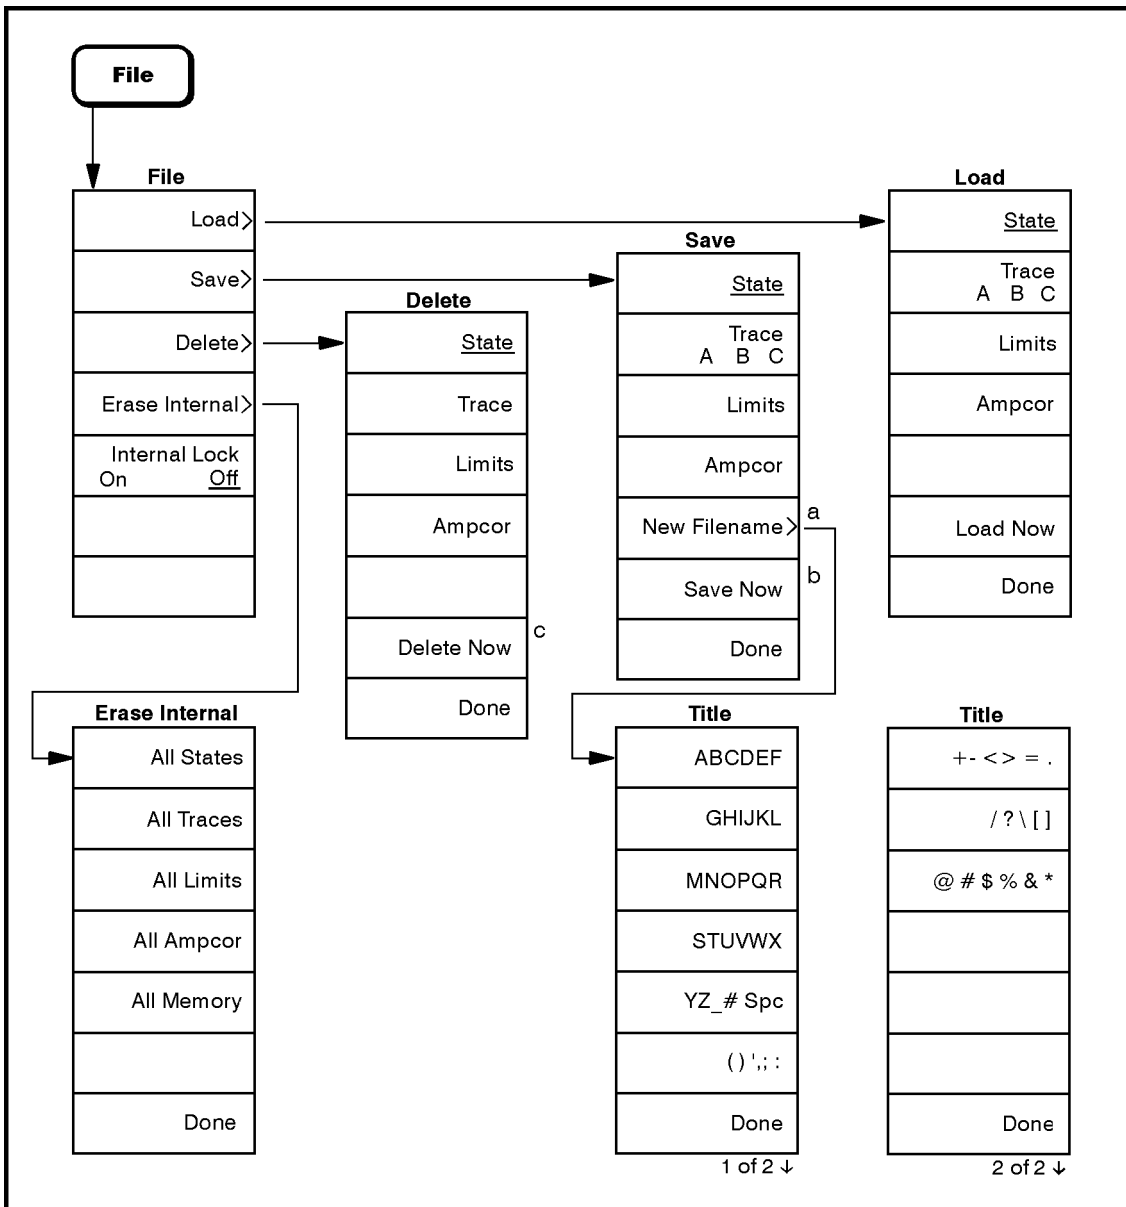 File
File
Load>
Save>
Delete>
Erase Internal>
Internal Lock
On Off
Load
State
Trace
A B C
Limits
Ampcor
Load Now
Done
Save
State
Trace
A B C
Limits
Ampcor
New Filename> a
Save Now b
Done
Delete
State
Trace
Limits
Ampcor
Delete Now c
Done
Erase Internal
All States
All Traces
All Limits
All Ampcor
All Memory
Done
Title
ABCDEF
GHIJKL
MNOPQR
STUVWX
YZ_# Spc
( ) ',; :
Done
1 of 2 ↓
Title
+- < > = .
/ ? \ [ ]
@ # $ % & *
Done
2 of 2 ↓